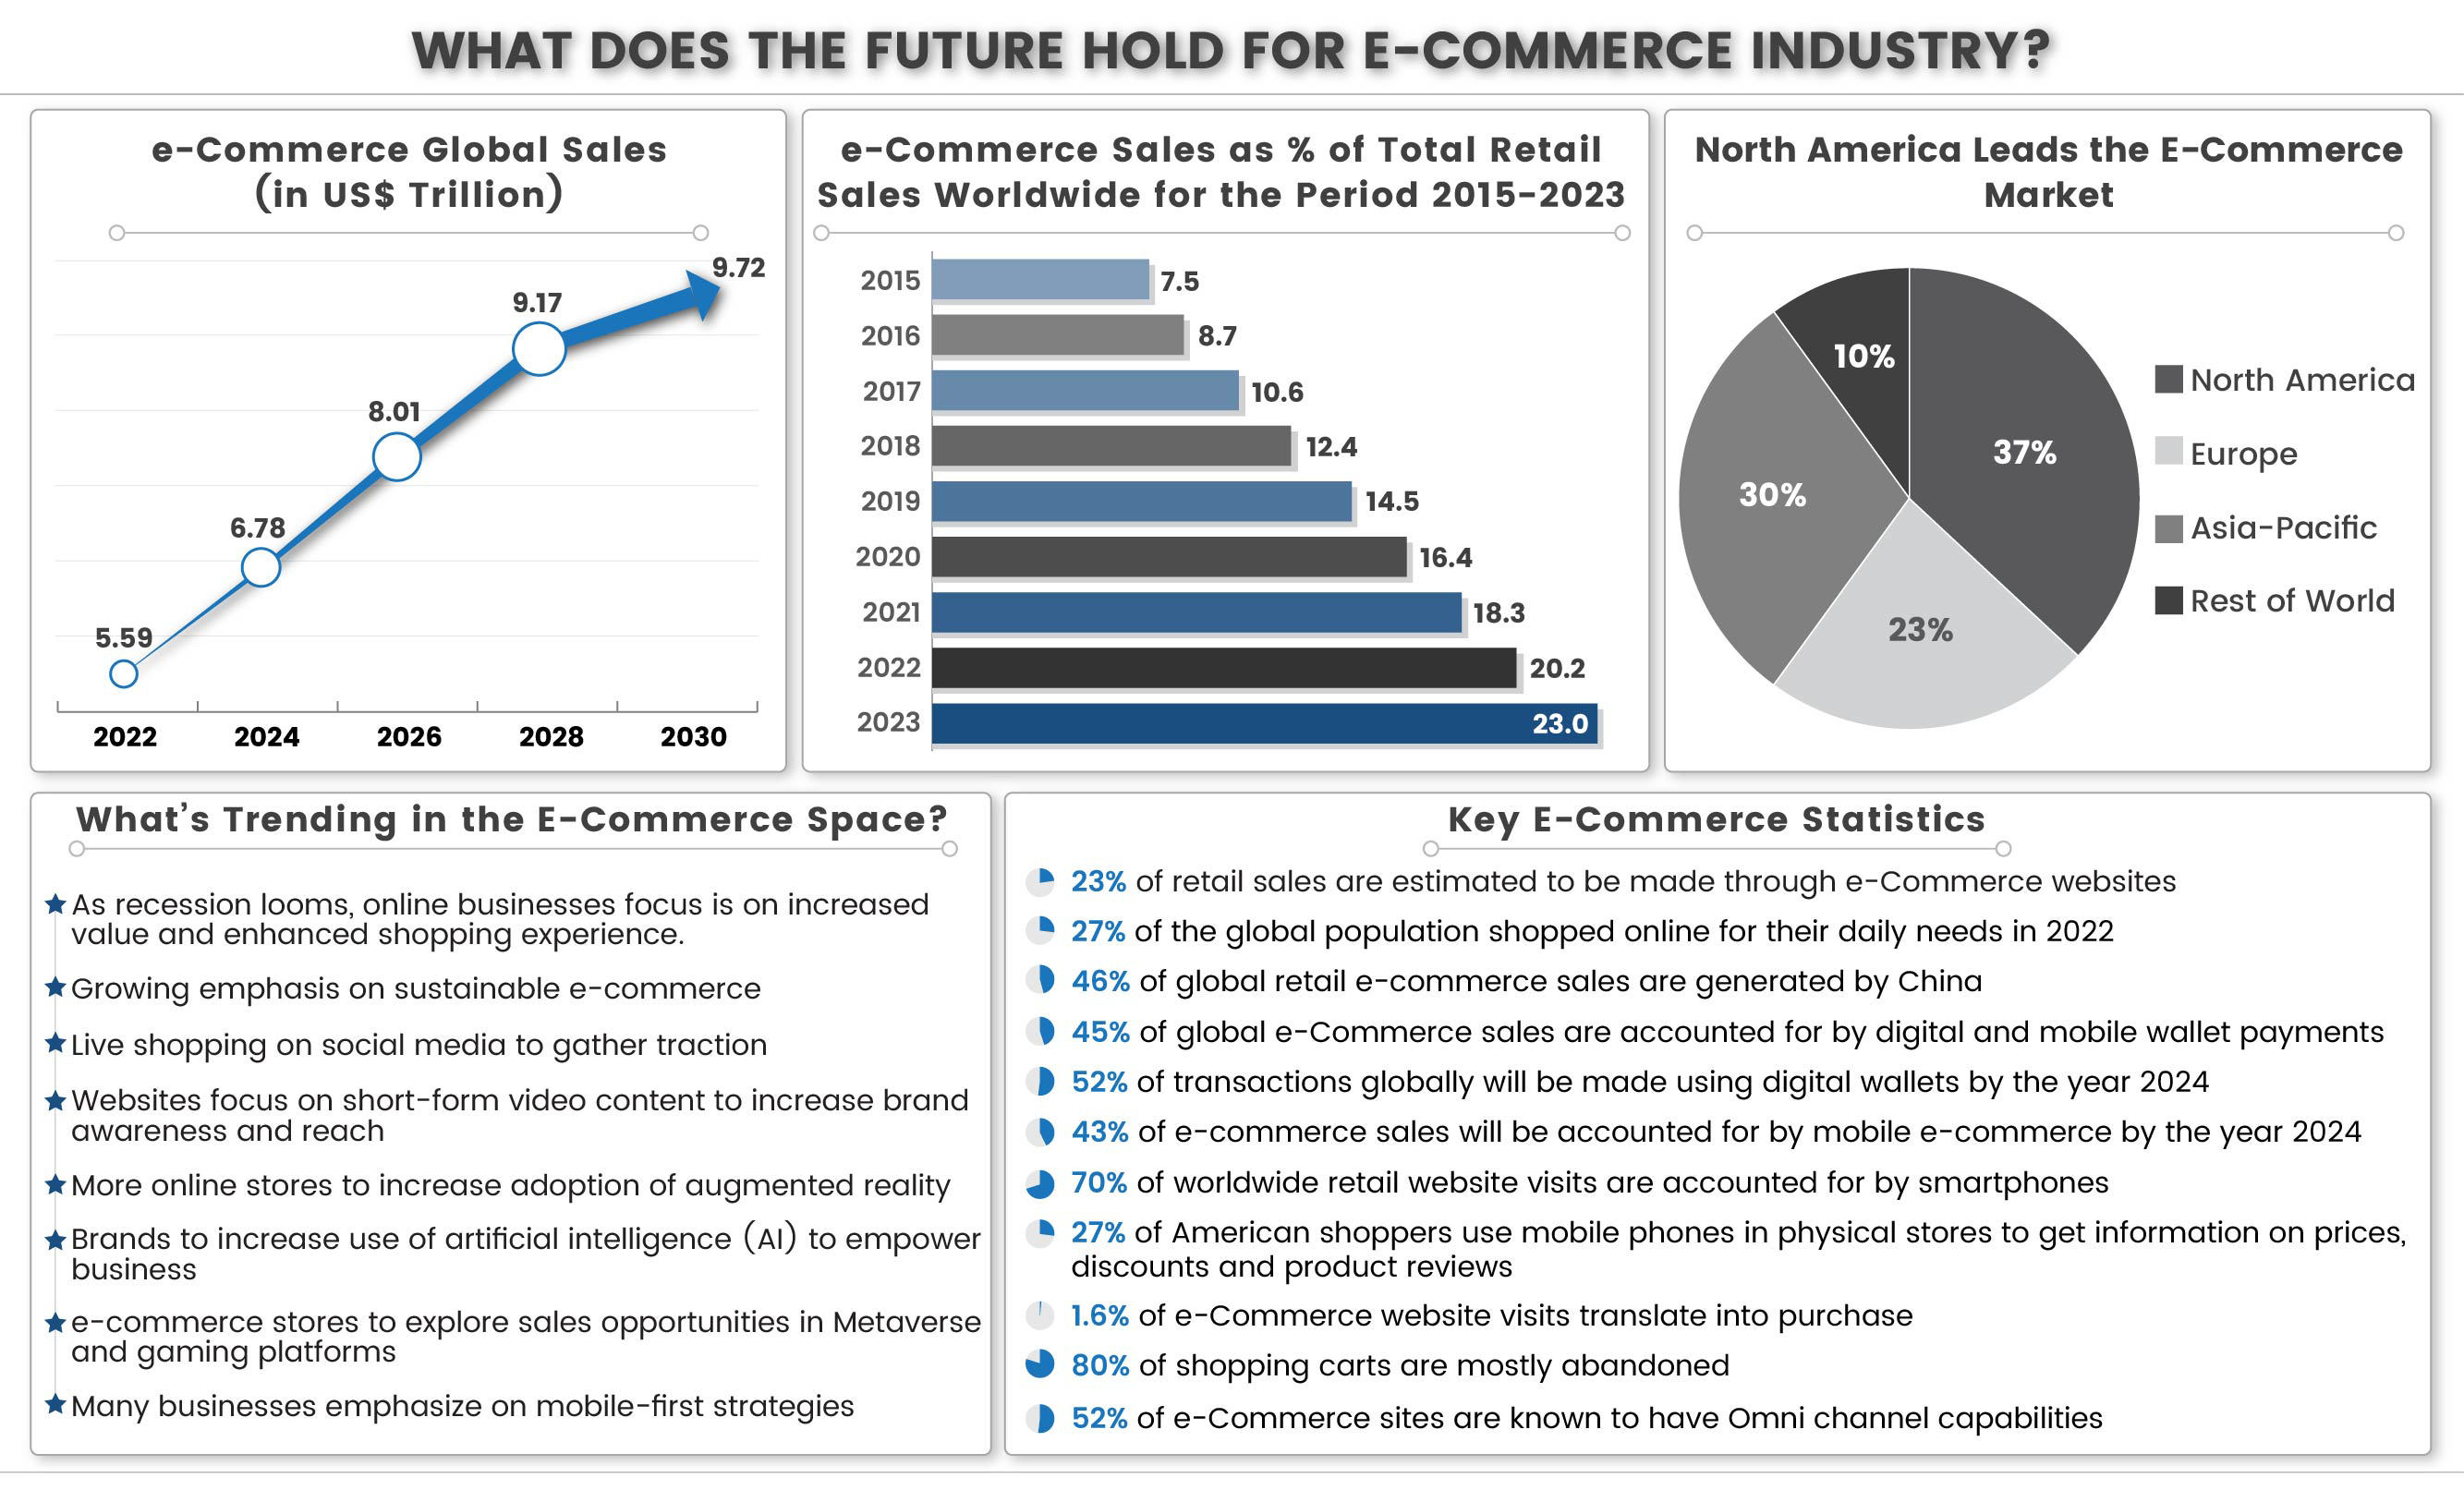 WHAT DOES THE FUTURE HOLD FOR E-COMMERCE INDUSTRY?
e-Commerce Global Sales
(in US$ Trillion)
9.72
9.17
8.01
6.78
5.59
2022 2024 2026 2028 2030
e-Commerce Sales as % of Total Retail
Sales Worldwide for the Period 2015-2023
2015 7.5
2016 8.7
2017 10.6
2018 12.4
2019 14.5
2020 16.4
2021 18.3
2022 20.2
2023 23.0
North America Leads the E-Commerce
Market
10%
37%
30%
23%
North America
Europe
Asia-Pacific
Rest of World
What's Trending in the E-Commerce Space?
As recession looms, online businesses focus is on increased
value and enhanced shopping experience.
Growing emphasis on sustainable e-commerce
Live shopping on social media to gather traction
Websites focus on short-form video content to increase brand
awareness and reach
More online stores to increase adoption of augmented reality
Brands to increase use of artificial intelligence (AI) to empower
business
e-commerce stores to explore sales opportunities in Metaverse
and gaming platforms
Many businesses emphasize on mobile-first strategies
Key E-Commerce Statistics
23% of retail sales are estimated to be made through e-Commerce websites
27% of the global population shopped online for their daily needs in 2022
46% of global retail e-commerce sales are generated by China
45% of global e-Commerce sales are accounted for by digital and mobile wallet payments
52% of transactions globally will be made using digital wallets by the year 2024
43% of e-commerce sales will be accounted for by mobile e-commerce by the year 2024
70% of worldwide retail website visits are accounted for by smartphones
27% of American shoppers use mobile phones in physical stores to get information on prices,
discounts and product reviews
1.6% of e-Commerce website visits translate into purchase
80% of shopping carts are mostly abandoned
52% of e-Commerce sites are known to have Omni channel capabilities